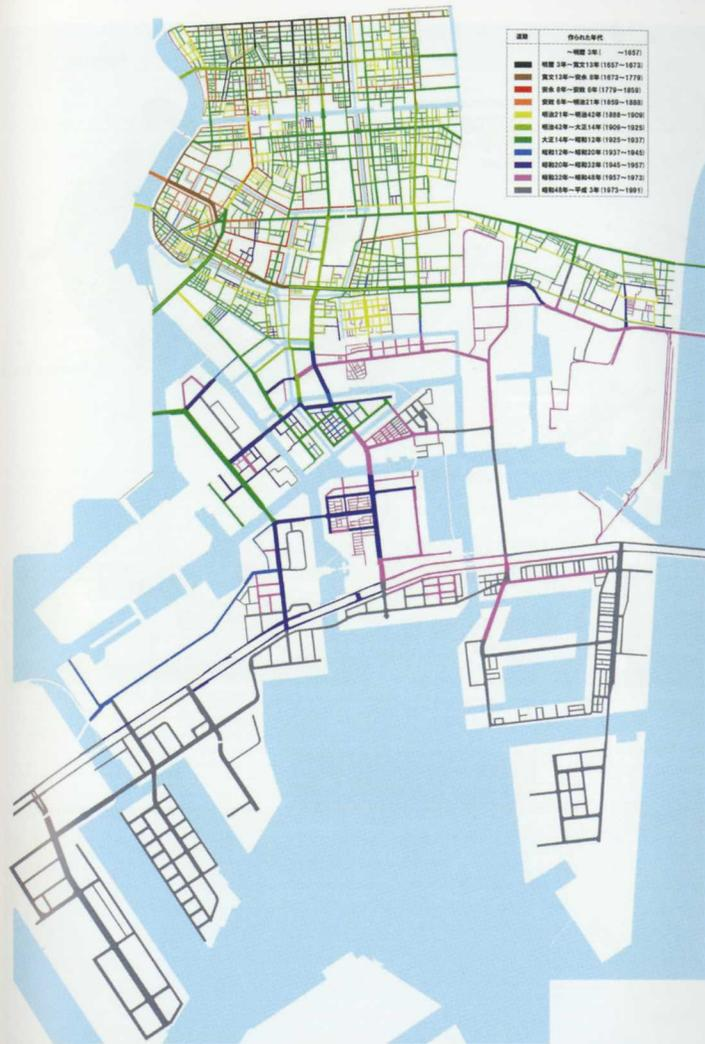 道路 作られた年代
～明暦 3年( ～1657)
明暦 3年～寛文13年(1657～1673)
寛文13年～安永 8年(1673～1779)
安永 8年～安政 6年(1779～1859)
安政 6年～明治21年(1859～1888)
明治21年～明治42年(1888～1909)
明治42年～大正14年(1909～1925)
大正14年～昭和12年(1925～1937)
昭和12年～昭和20年(1937～1945)
昭和20年～昭和32年(1945～1957)
昭和32年～昭和48年(1957～1973)
昭和48年～平成 3年(1973～1991)